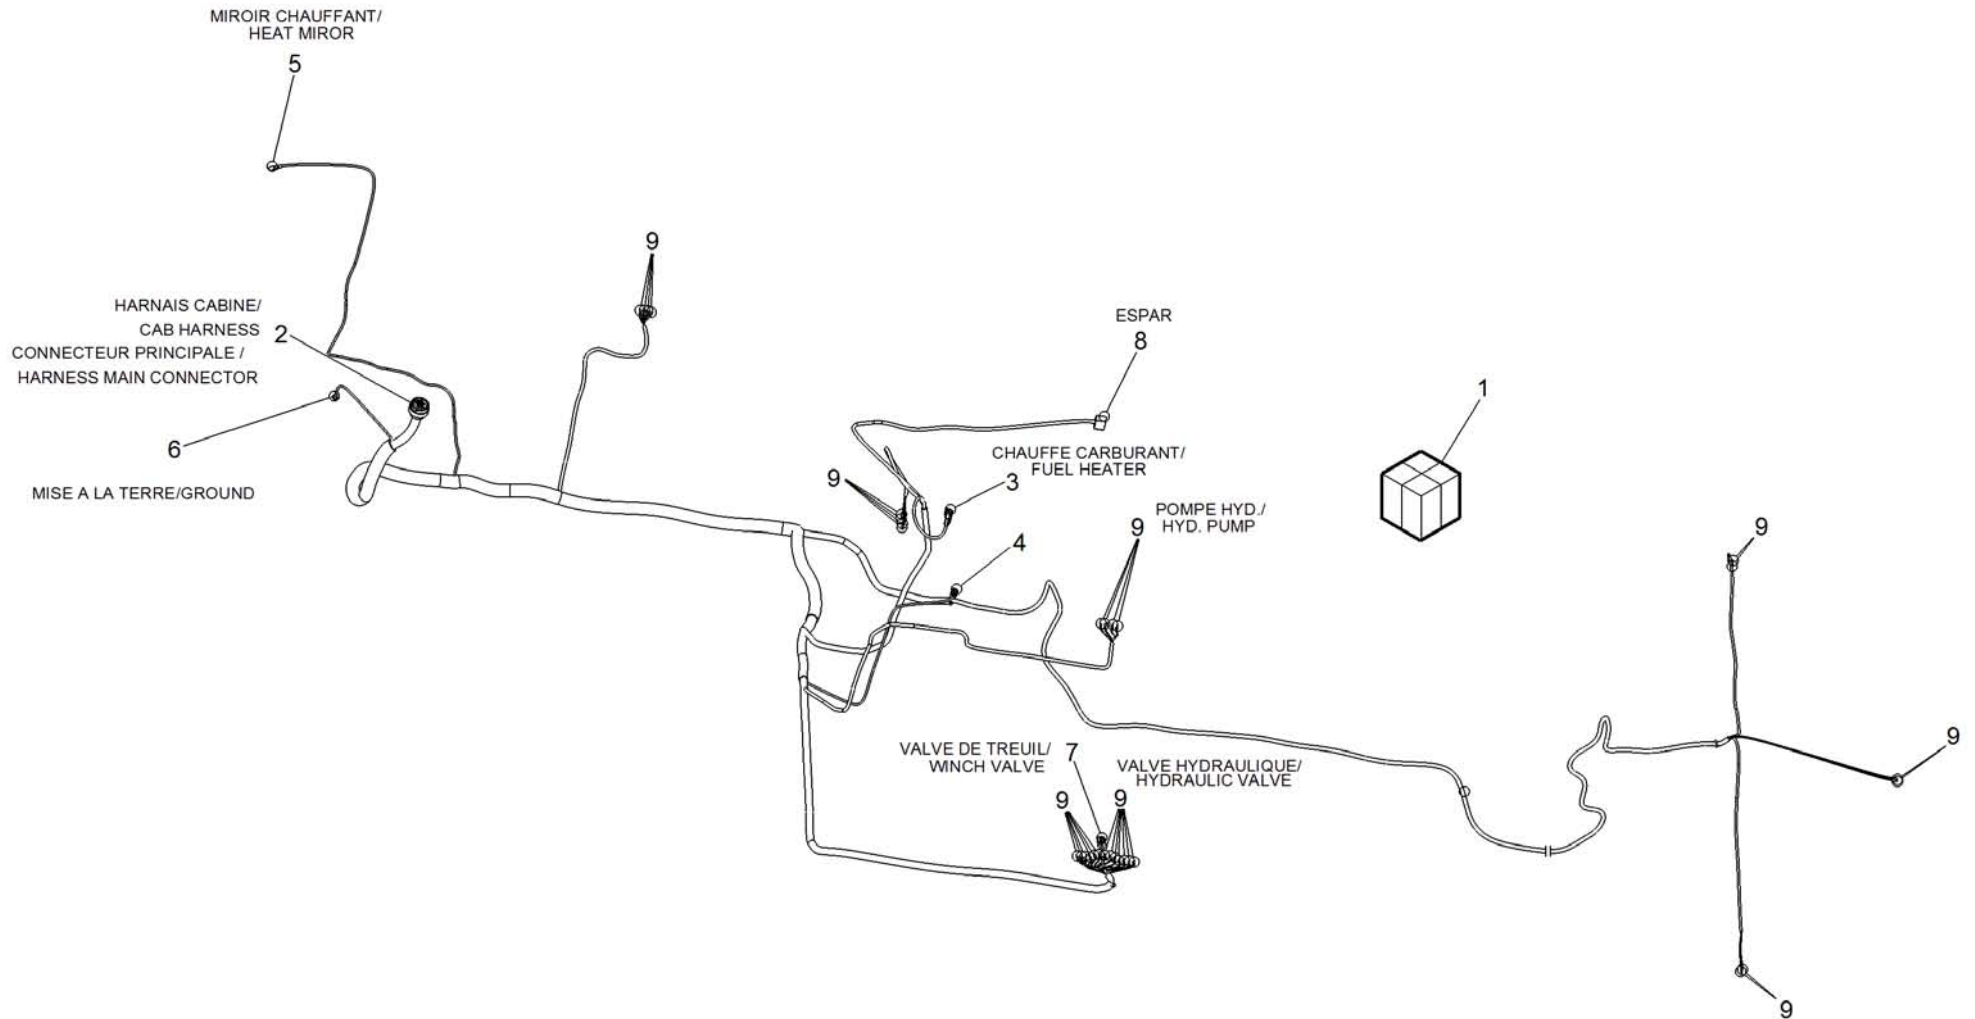 MIROIR CHAUFFANT/
HEAT MIROR
5
9
HARNAIS CABINE/
CAB HARNESS
2
CONNECTEUR PRINCIPALE /
HARNESS MAIN CONNECTOR
6
MISE A LA TERRE/GROUND
ESPAR
8
1
CHAUFFE CARBURANT/
FUEL HEATER
9
3
POMPE HYD./
HYD. PUMP
9
4
9
9
VALVE DE TREUIL/
WINCH VALVE
7
VALVE HYDRAULIQUE/
HYDRAULIC VALVE
9
9
9